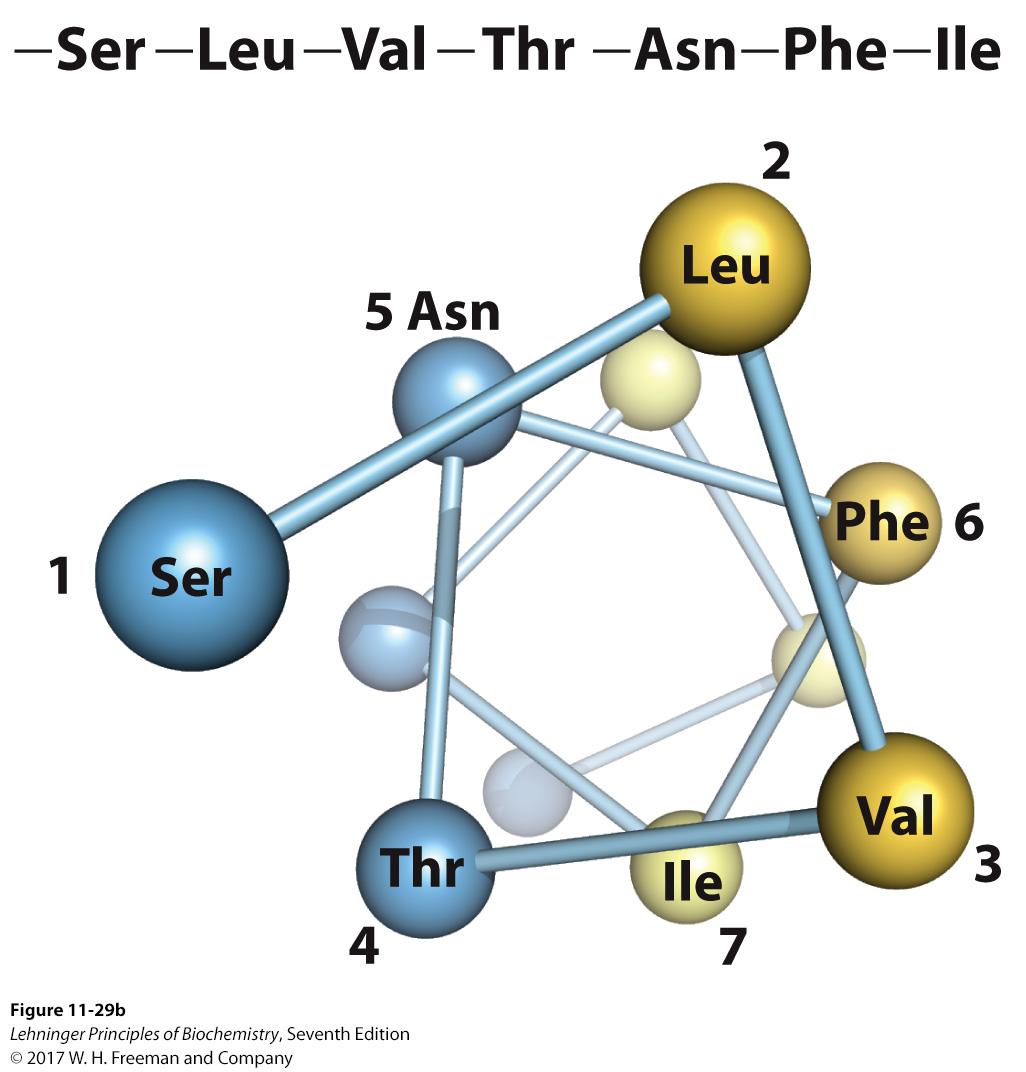 —Ser—Leu—Val—Thr—Asn—Phe—Ile
2
Leu
5 Asn
Phe 6
1
Ser
Val
3
Thr
4
Ile
7
Figure 11-29b
Lehninger Principles of Biochemistry, Seventh Edition
© 2017 W. H. Freeman and Company